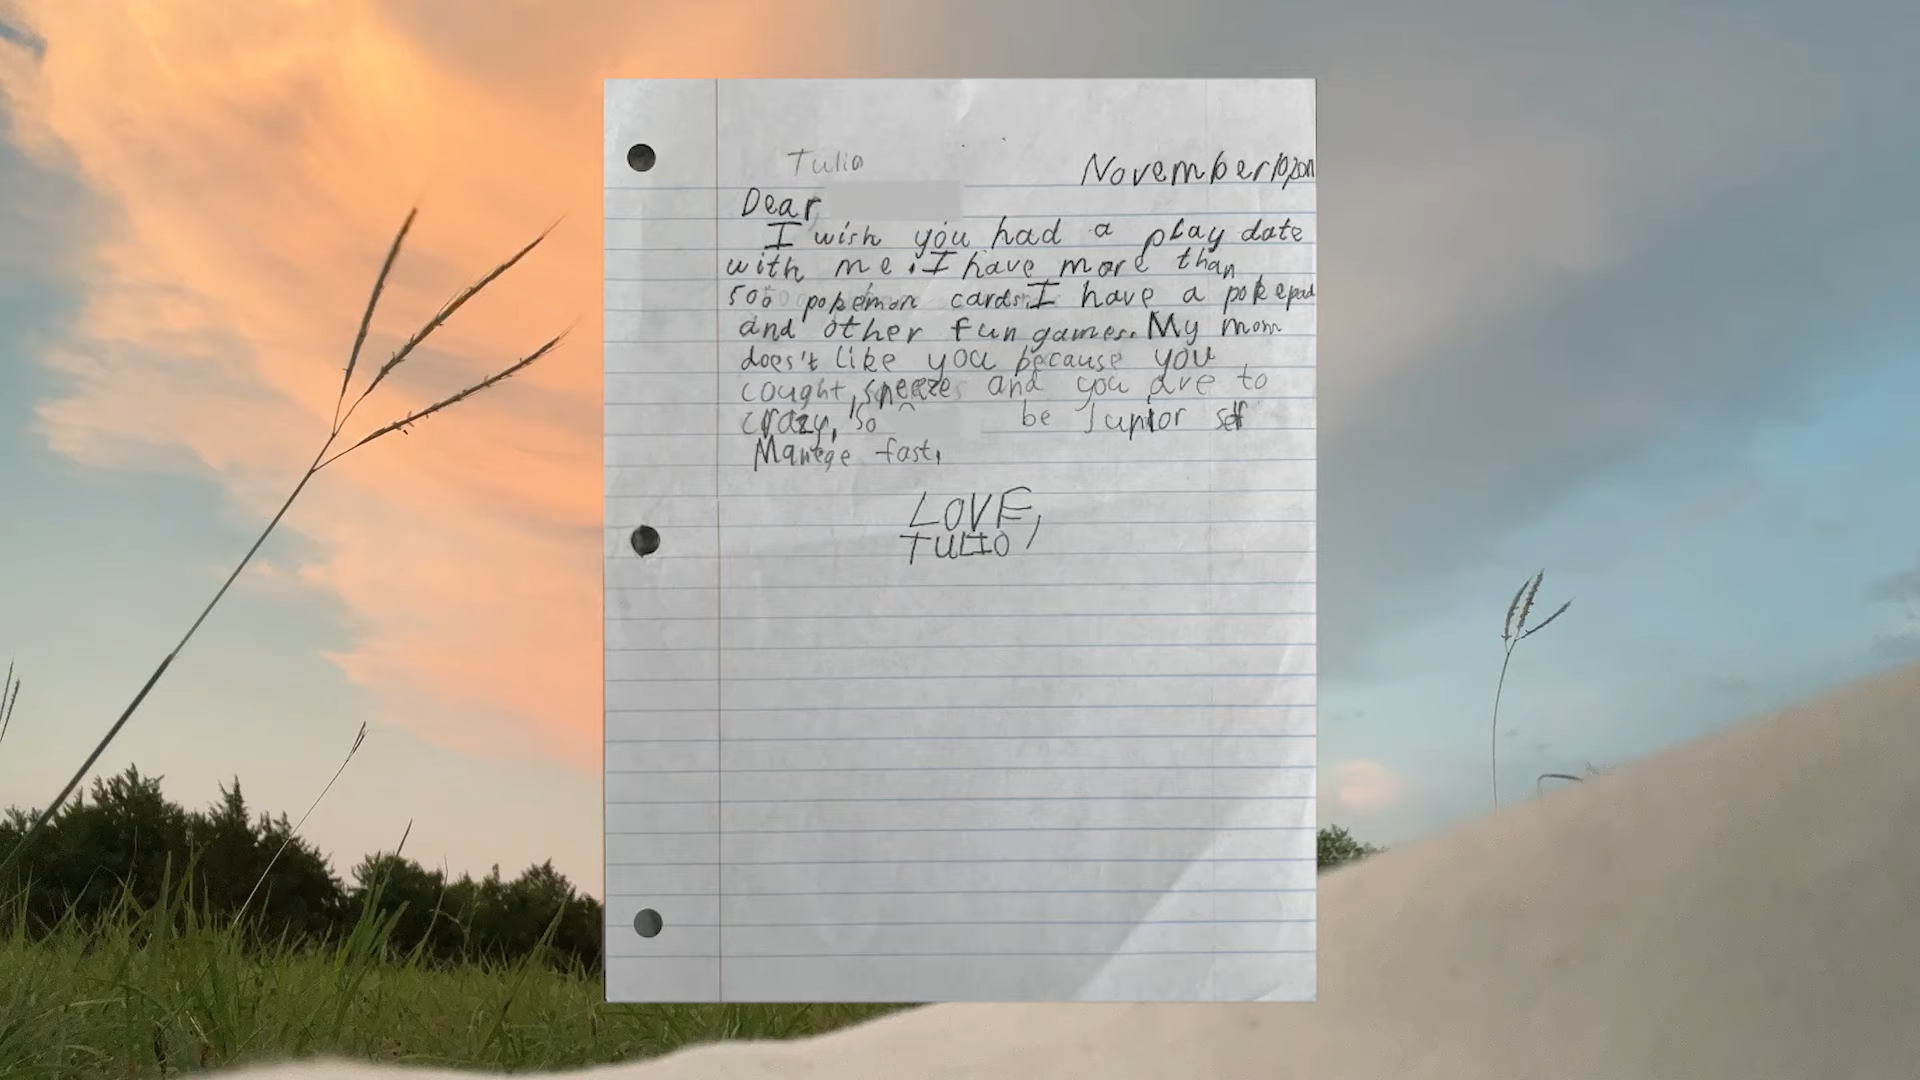 Tulio
November 10, 2011
Dear
I wish you had a play date
with me. I have more than
500 pokemon cards. I have a pokepad
and other fun games. My mom
does't like you because you
cought, sneeze and you are to
crazy, so be Junior self
Manege fast,
LOVE,
TULIO